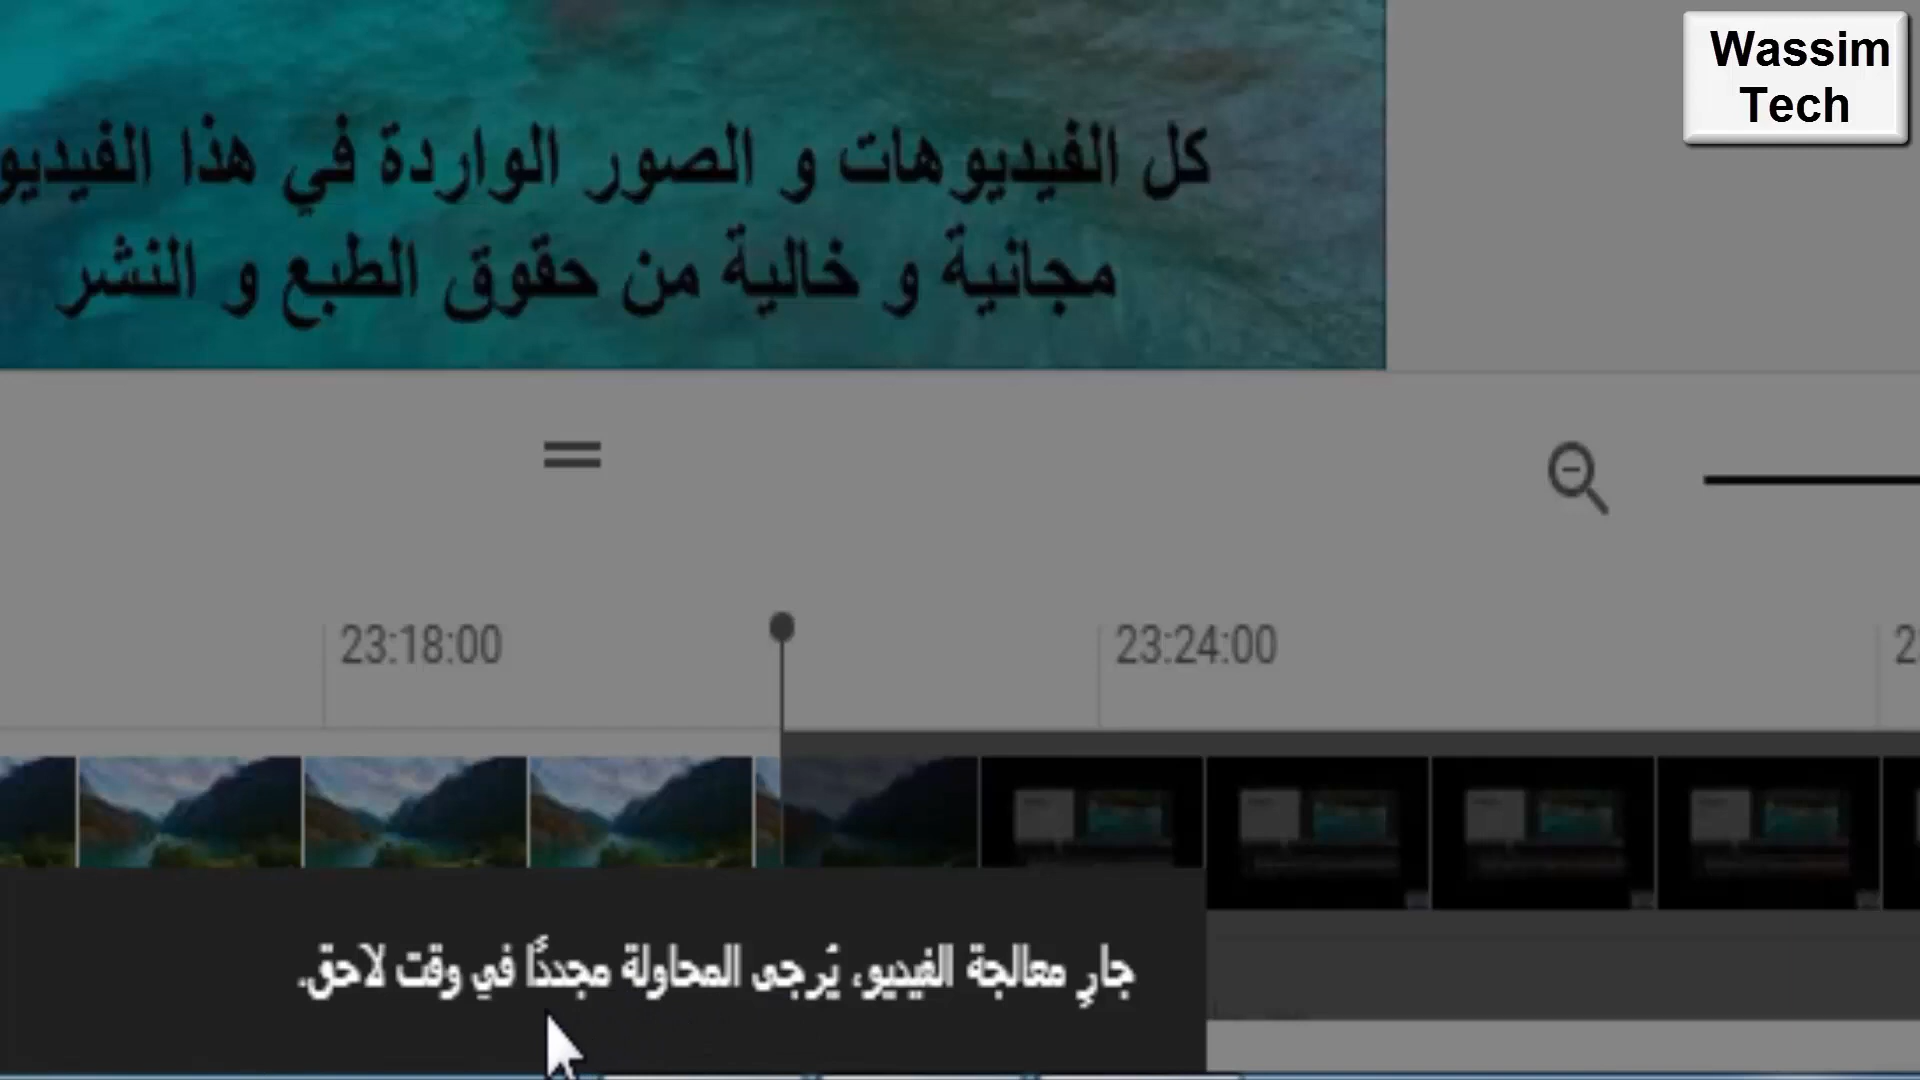 Wassim
Tech
كل الفيديوهات و الصور الواردة في هذا الفيديو
مجانية و خالية من حقوق الطبع و النشر
23:18:00
23:24:00
جارٍ معالجة الفيديو، يُرجى المحاولة مجددًا في وقت لاحق.